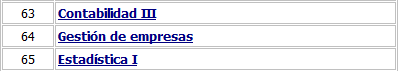 63 Contabilidad III
64 Gestión de empresas
65 Estadística I